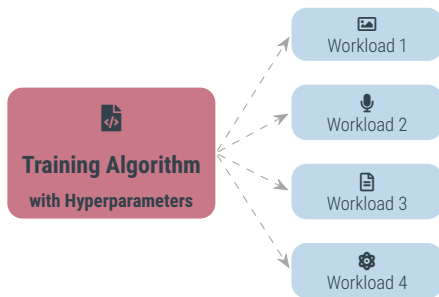 Training Algorithm
with Hyperparameters
Workload 1
Workload 2
Workload 3
Workload 4